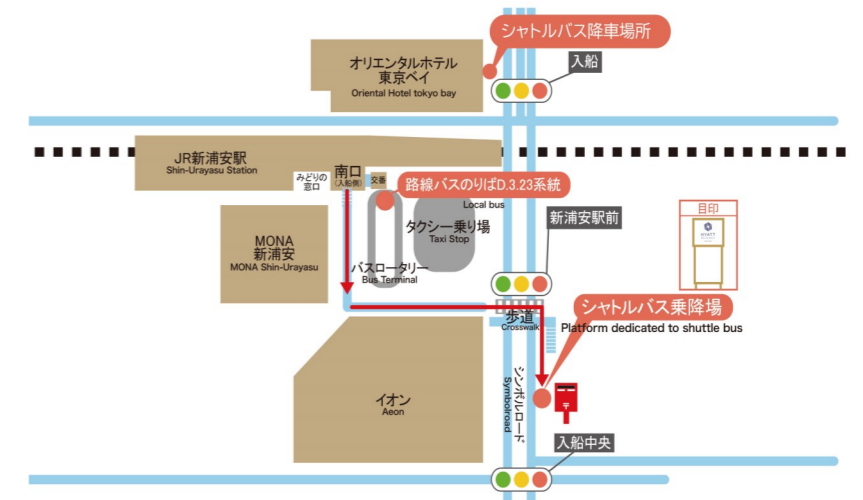 シャトルバス降車場所
オリエンタルホテル
東京ベイ
Oriental Hotel tokyo bay
入船
JR新浦安駅
Shin-Urayasu Station
みどりの
窓口
南口
(入船側)
交番
路線バスのりばD.3.23系統
Local bus
タクシー乗り場
Taxi Stop
新浦安駅前
目印
HYATT
MONA
新浦安
MONA Shin-Urayasu
バスロータリー
Bus Terminal
歩道
Crosswalk
シャトルバス乗降場
Platform dedicated to shuttle bus
イオン
Aeon
シンボルロード
Symbolroad
〒
入船中央